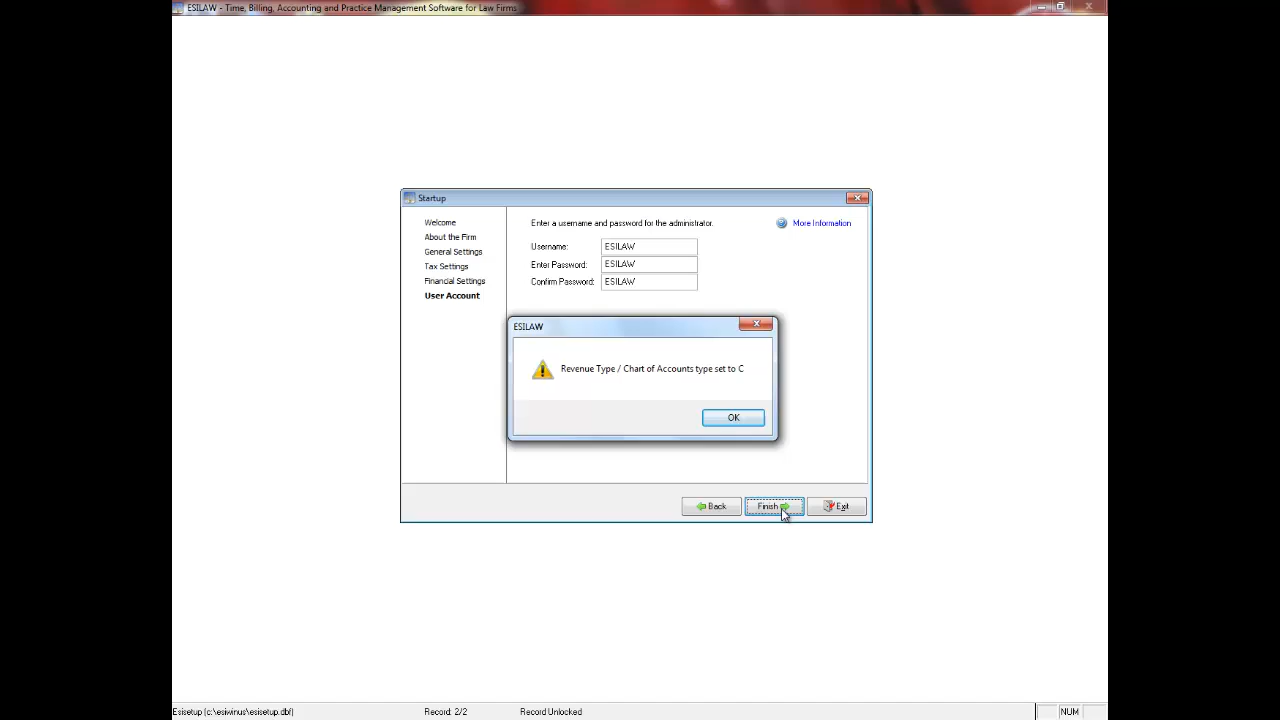 ESILAW - Time, Billing, Accounting and Practice Management Software for Law Firms
Startup
Welcome
About the Firm
General Settings
Tax Settings
Financial Settings
User Account
Enter a username and password for the administrator.
More Information
Username: ESILAW
Enter Password: ESILAW
Confirm Password: ESILAW
ESILAW
Revenue Type / Chart of Accounts type set to C
OK
Back
Finish
Exit
Esisetup (c:\esiwinus\esisetup.dbf)
Record: 2/2
Record Unlocked
NUM